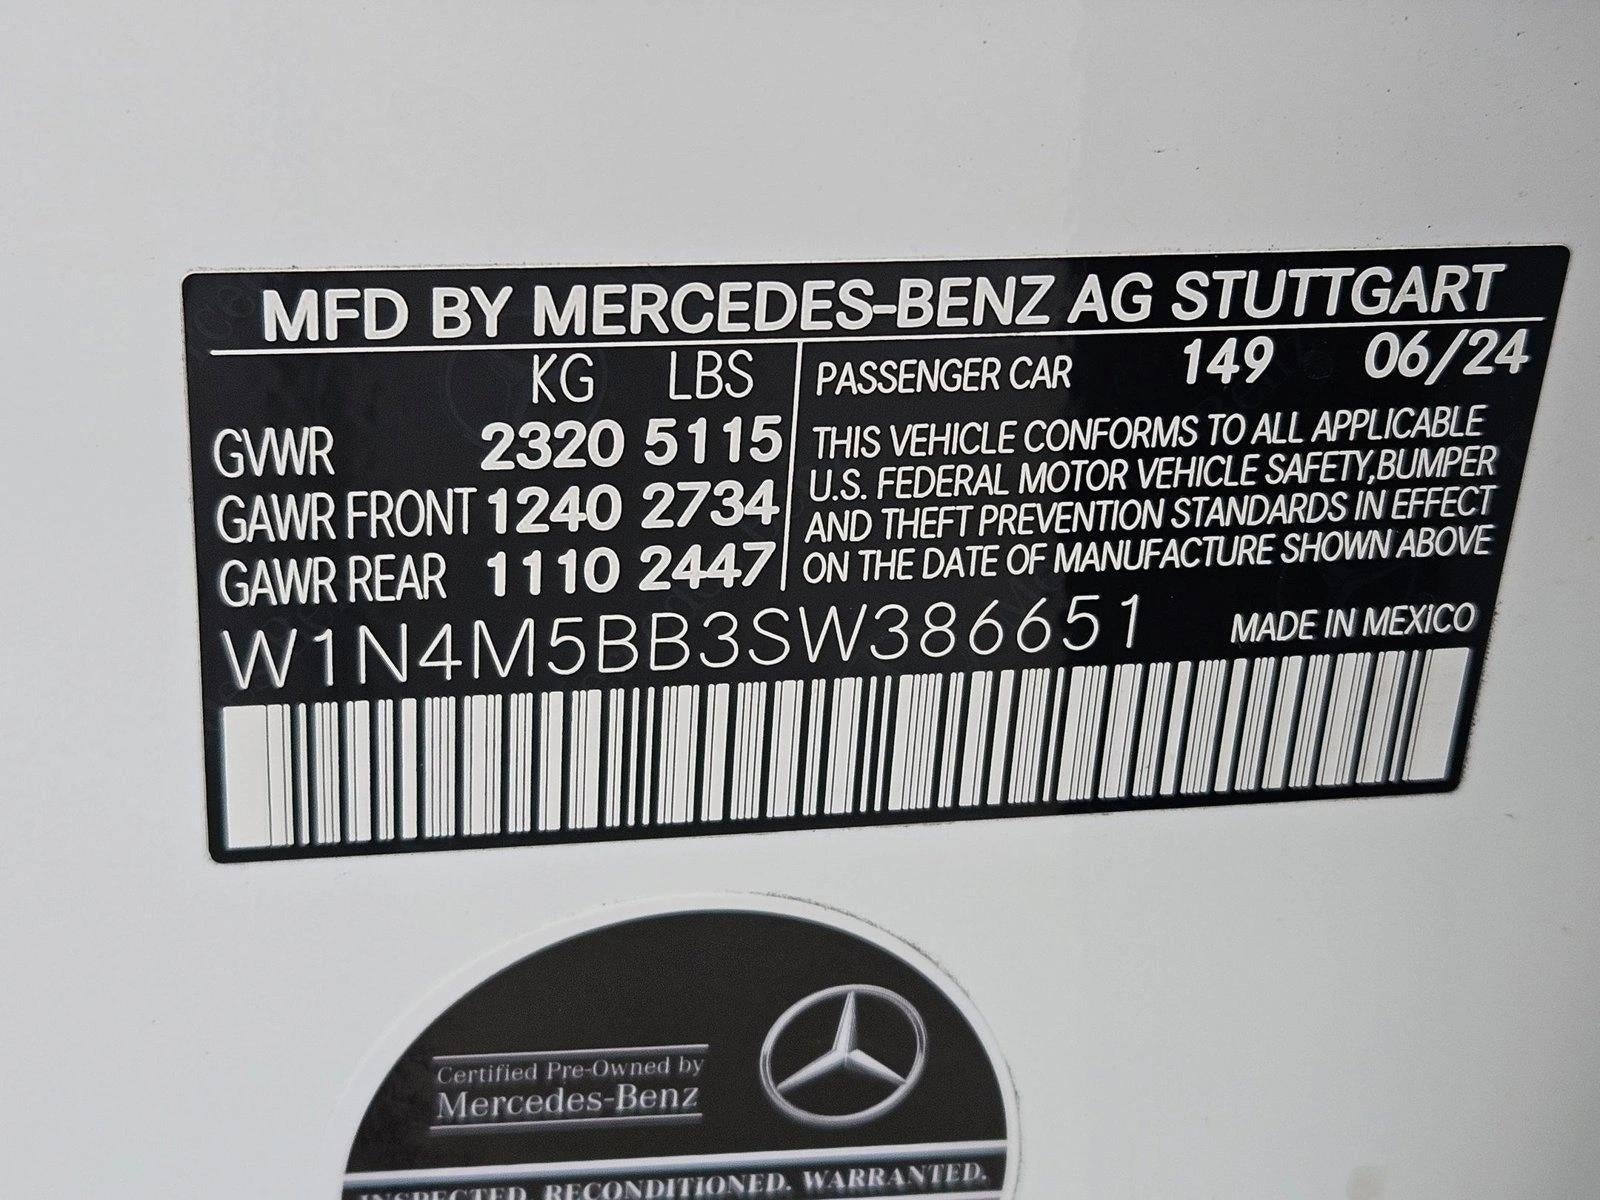 MFD BY MERCEDES-BENZ AG STUTTGART
KG LBS
GVWR 2320 5115
GAWR FRONT 1240 2734
GAWR REAR 1110 2447
PASSENGER CAR 149 06/24
THIS VEHICLE CONFORMS TO ALL APPLICABLE
U.S. FEDERAL MOTOR VEHICLE SAFETY,BUMPER
AND THEFT PREVENTION STANDARDS IN EFFECT
ON THE DATE OF MANUFACTURE SHOWN ABOVE
W1N4M5BB3SW386651 MADE IN MEXICO
Certified Pre-Owned by
Mercedes-Benz
INSPECTED. RECONDITIONED. WARRANTED.